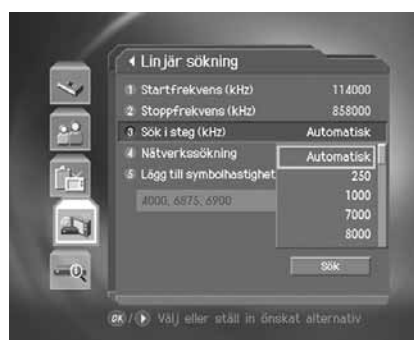 Linjär sökning
1 Startfrekvens (kHz) 114000
2 Stoppfrekvens (kHz) 858000
3 Sök i steg (kHz) Automatisk
4 Nätverkssökning Automatisk
250
5 Lägg till symbolhastighet
1000
4000, 6875, 6900
7000
8000
Sök
OK / Välj eller ställ in önskat alternativ